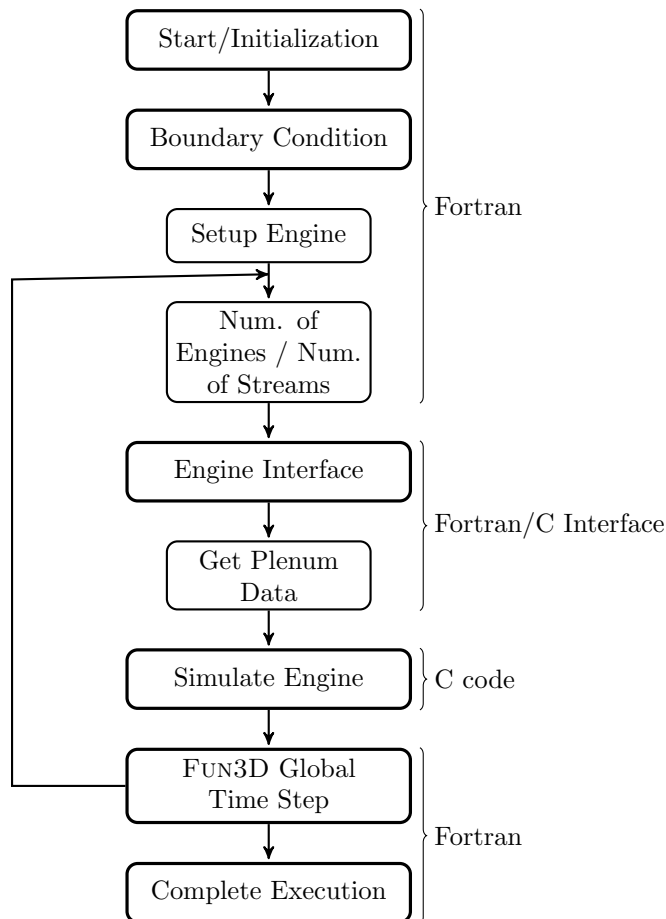 Start/Initialization
Boundary Condition
Fortran
Setup Engine
Num. of
Engines / Num.
of Streams
Engine Interface
Fortran/C Interface
Get Plenum
Data
Simulate Engine
C code
FUN3D Global
Time Step
Fortran
Complete Execution